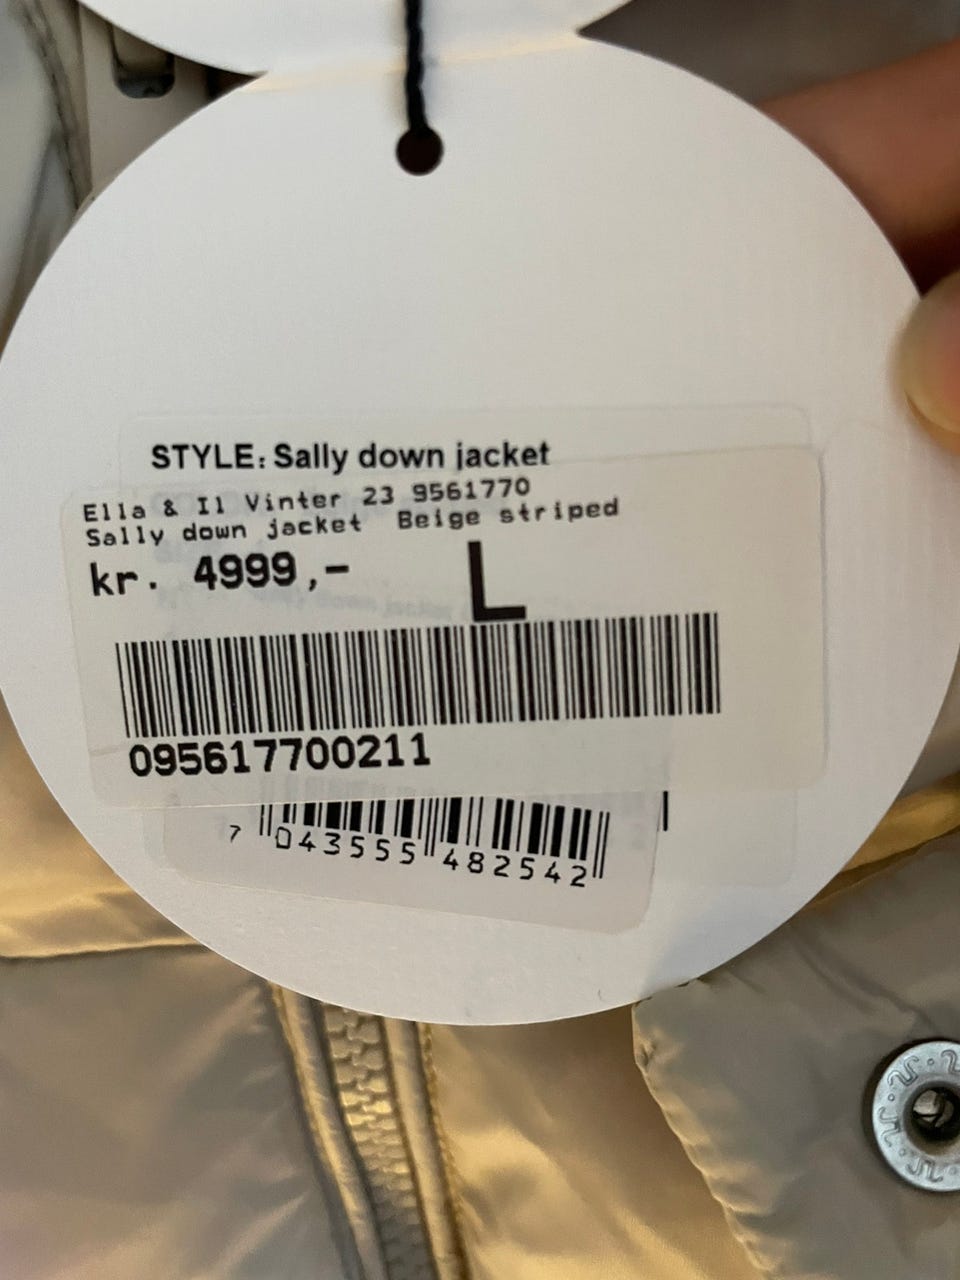 STYLE: Sally down jacket
Ella & Il Vinter 23 9561770
Sally down jacket Beige striped
kr. 4999,- L
095617700211
7 043555 482542